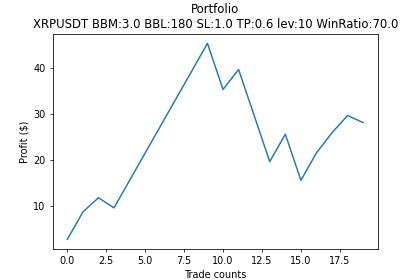 Portfolio
XRPUSDT BBM:3.0 BBL:180 SL:1.0 TP:0.6 lev:10 WinRatio:70.0
40
30
20
10
Profit ($)
0.0 2.5 5.0 7.5 10.0 12.5 15.0 17.5
Trade counts